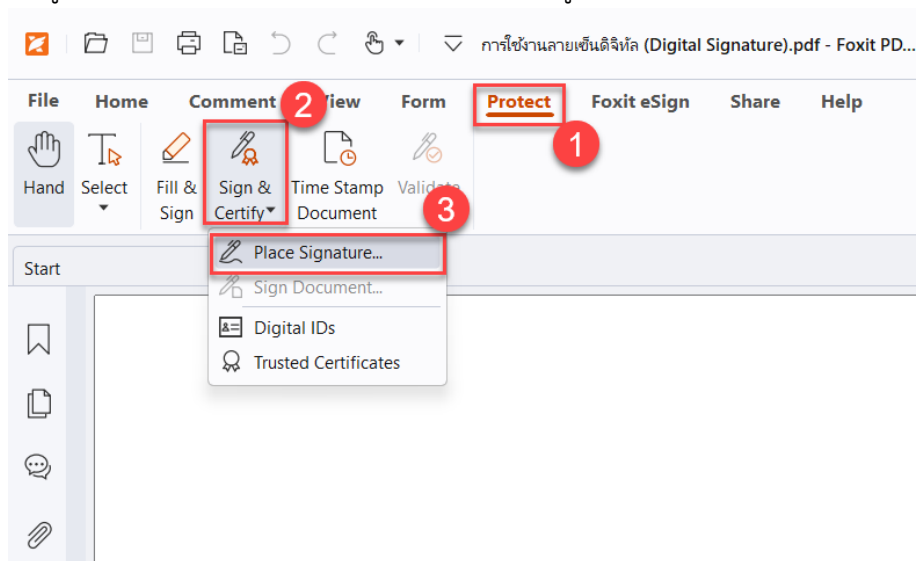 การใช้งานลายเซ็นดิจิทัล (Digital Signature).pdf - Foxit PD...
File Home Comment View Form Protect Foxit eSign Share Help
2
1
Hand Select Fill & Sign Sign & Certify Time Stamp Document Validate
3
Start
Place Signature...
Sign Document...
Digital IDs
Trusted Certificates